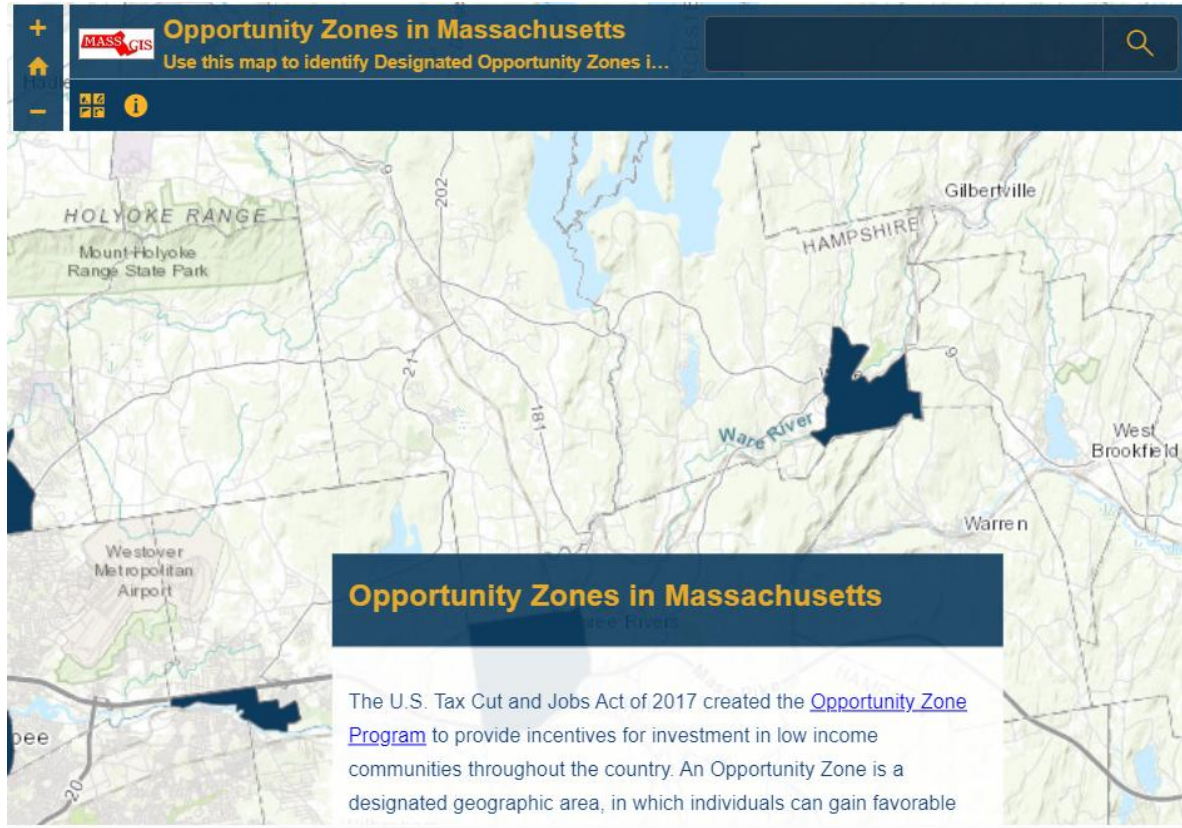 +
MASS GIS
Opportunity Zones in Massachusetts
Use this map to identify Designated Opportunity Zones i...
−
i
202
9
Gilbertville
HOLYOKE RANGE
HAMPSHIRE
Mount Holyoke
Range State Park
21
9
181
Ware River
West
Brookfield
Warren
Westover
Metropolitan
Airport
Opportunity Zones in Massachusetts
Three Rivers
The U.S. Tax Cut and Jobs Act of 2017 created the Opportunity Zone
Program to provide incentives for investment in low income
communities throughout the country. An Opportunity Zone is a
designated geographic area, in which individuals can gain favorable
pee
20